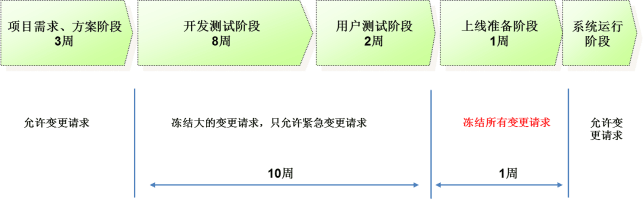 项目需求、方案阶段
3周
开发测试阶段
8周
用户测试阶段
2周
上线准备阶段
1周
系统运行
阶段
允许变更请求
冻结大的变更请求，只允许紧急变更请求
冻结所有变更请求
允许变
更请求
10周
1周